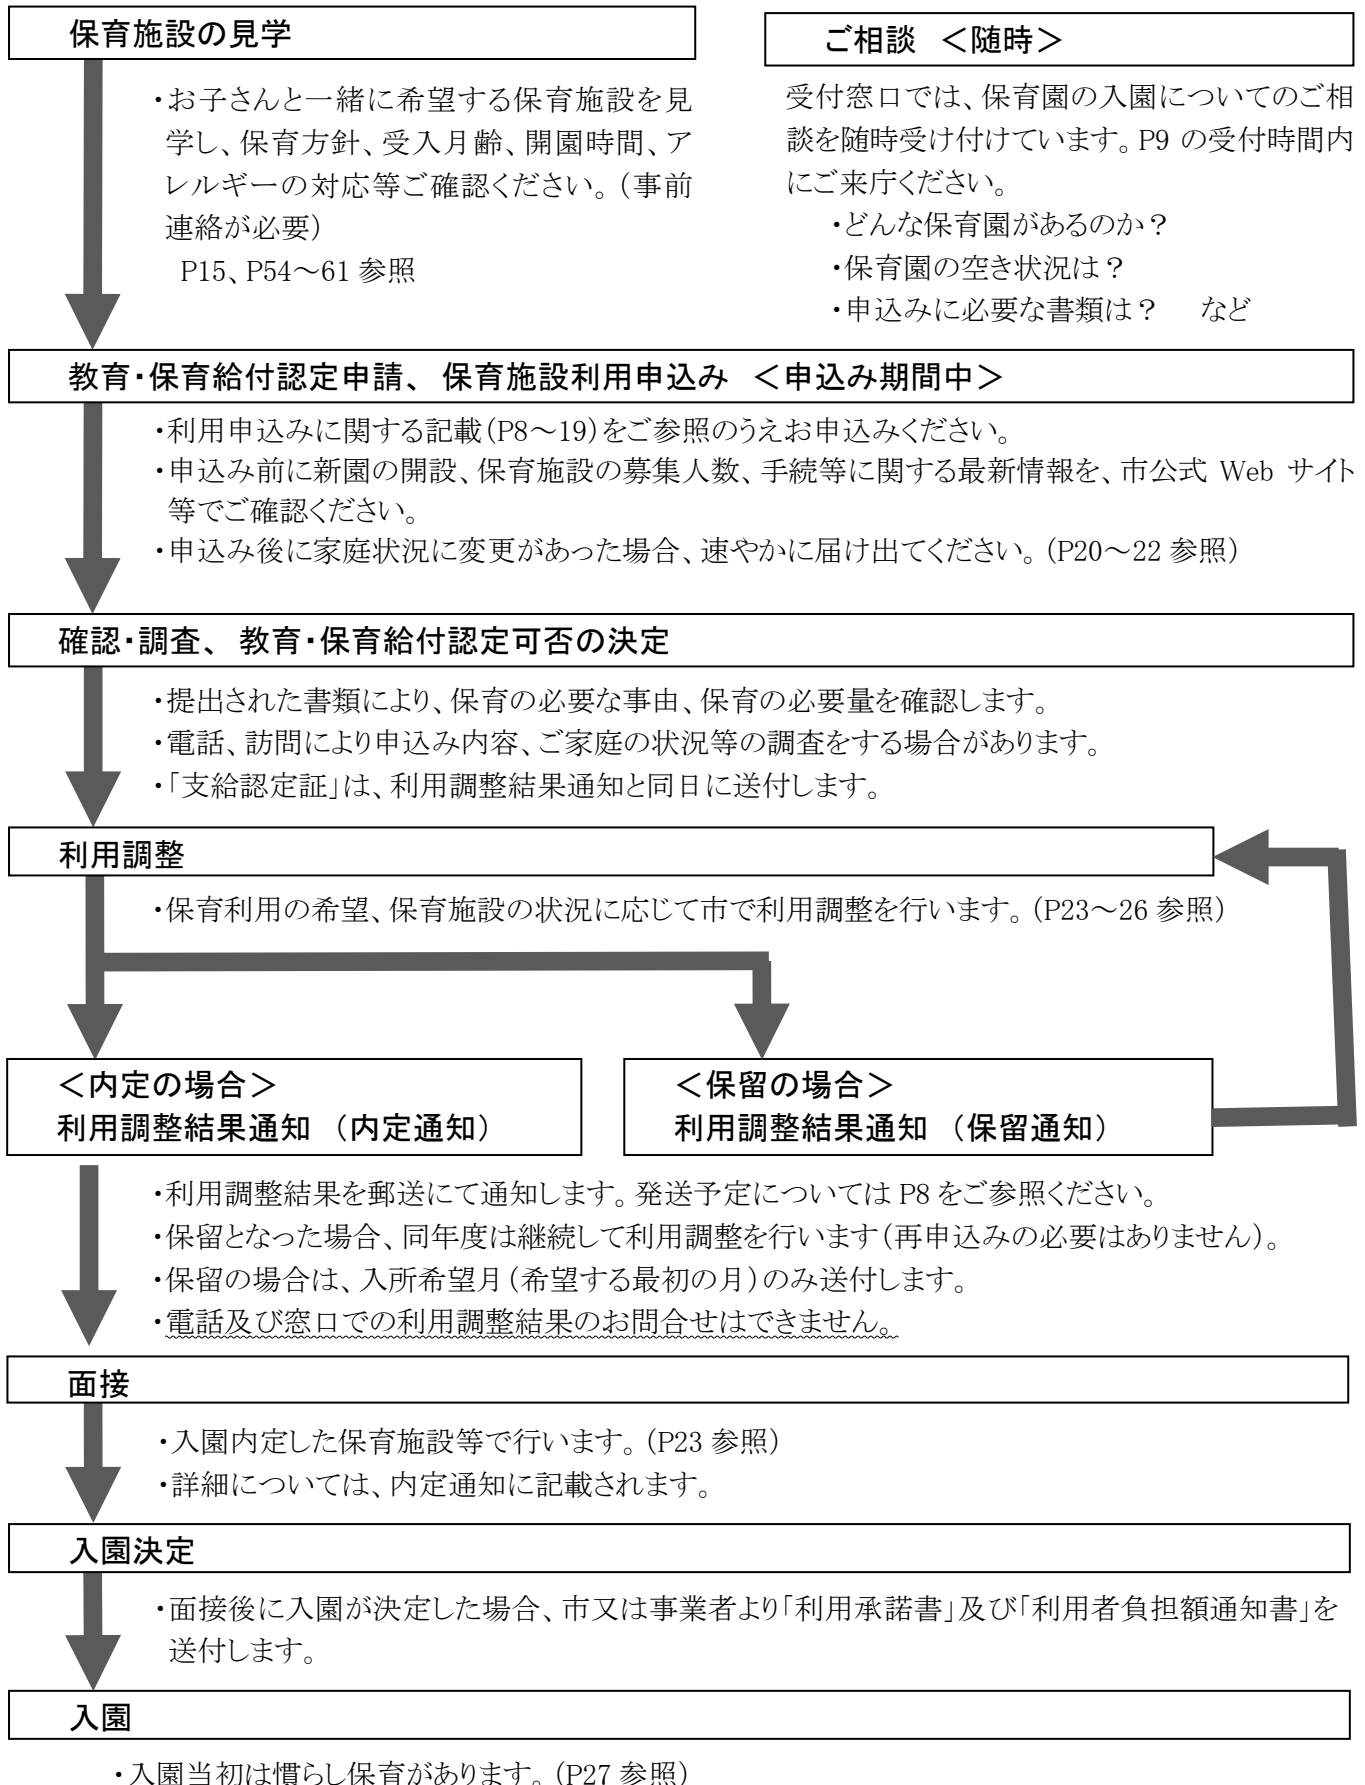 保育施設の見学
・お子さんと一緒に希望する保育施設を見
学し、保育方針、受入月齢、開園時間、ア
レルギーの対応等ご確認ください。（事前
連絡が必要）
P15、P54～61 参照
ご相談 ＜随時＞
受付窓口では、保育園の入園についてのご相
談を随時受け付けています。P9 の受付時間内
にご来庁ください。
・どんな保育園があるのか？
・保育園の空き状況は？
・申込みに必要な書類は？ など
教育・保育給付認定申請、保育施設利用申込み ＜申込み期間中＞
・利用申込みに関する記載（P8～19）をご参照のうえお申込みください。
・申込み前に新園の開設、保育施設の募集人数、手続等に関する最新情報を、市公式 Web サイト
等でご確認ください。
・申込み後に家庭状況に変更があった場合、速やかに届け出てください。（P20～22 参照）
確認・調査、教育・保育給付認定可否の決定
・提出された書類により、保育の必要な事由、保育の必要量を確認します。
・電話、訪問により申込み内容、ご家庭の状況等の調査をする場合があります。
・「支給認定証」は、利用調整結果通知と同日に送付します。
利用調整
・保育利用の希望、保育施設の状況に応じて市で利用調整を行います。（P23～26 参照）
＜内定の場合＞
利用調整結果通知 （内定通知）
＜保留の場合＞
利用調整結果通知 （保留通知）
・利用調整結果を郵送にて通知します。発送予定については P8 をご参照ください。
・保留となった場合、同年度は継続して利用調整を行います（再申込みの必要はありません）。
・保留の場合は、入所希望月（希望する最初の月）のみ送付します。
・電話及び窓口での利用調整結果のお問合せはできません。
面接
・入園内定した保育施設等で行います。（P23 参照）
・詳細については、内定通知に記載されます。
入園決定
・面接後に入園が決定した場合、市又は事業者より「利用承諾書」及び「利用者負担額通知書」を
送付します。
入園
・入園当初は慣らし保育があります。（P27 参照）